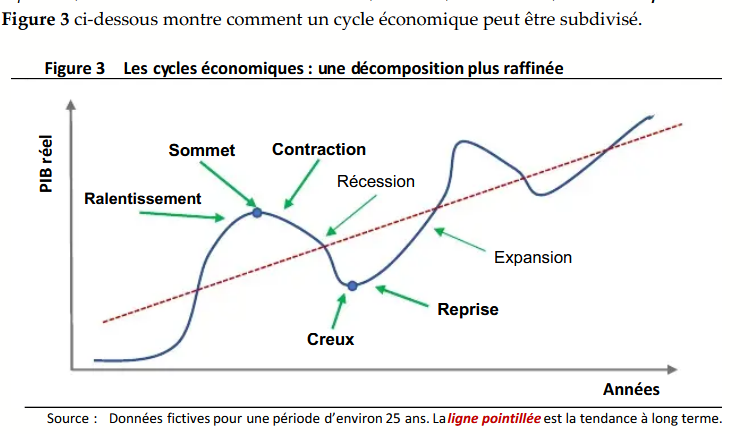 Figure 3 ci-dessous montre comment un cycle économique peut être subdivisé.
Figure 3 Les cycles économiques : une décomposition plus raffinée
PIB réel
Sommet
Contraction
Récession
Ralentissement
Expansion
Reprise
Creux
Années
Source : Données fictives pour une période d'environ 25 ans. La ligne pointillée est la tendance à long terme.